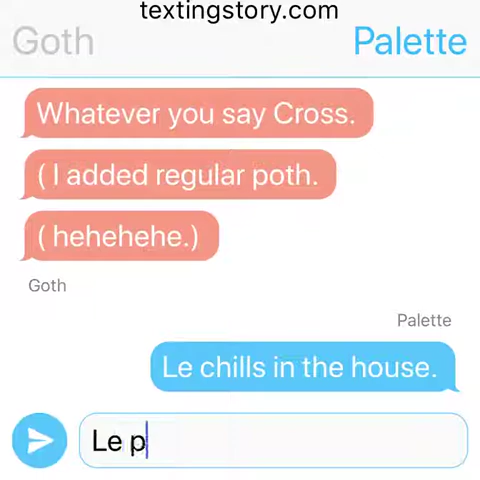 textingstory.com
Goth Palette
Whatever you say Cross.
( I added regular poth.
( hehehehe.)
Goth
Palette
Le chills in the house.
Le p